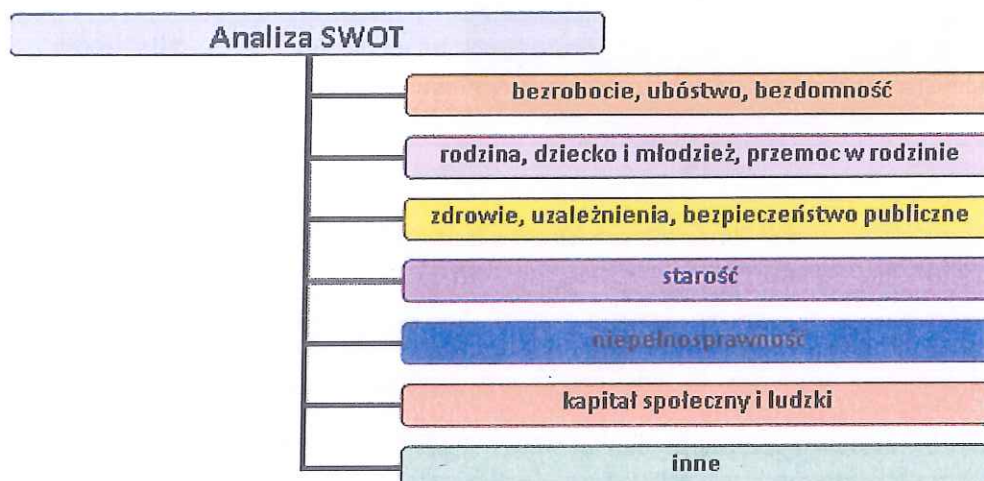 Analiza SWOT
bezrobocie, ubóstwo, bezdomność
rodzina, dziecko i młodzież, przemoc w rodzinie
zdrowie, uzależnienia, bezpieczeństwo publiczne
starość
niepełnosprawność
kapitał społeczny i ludzki
inne